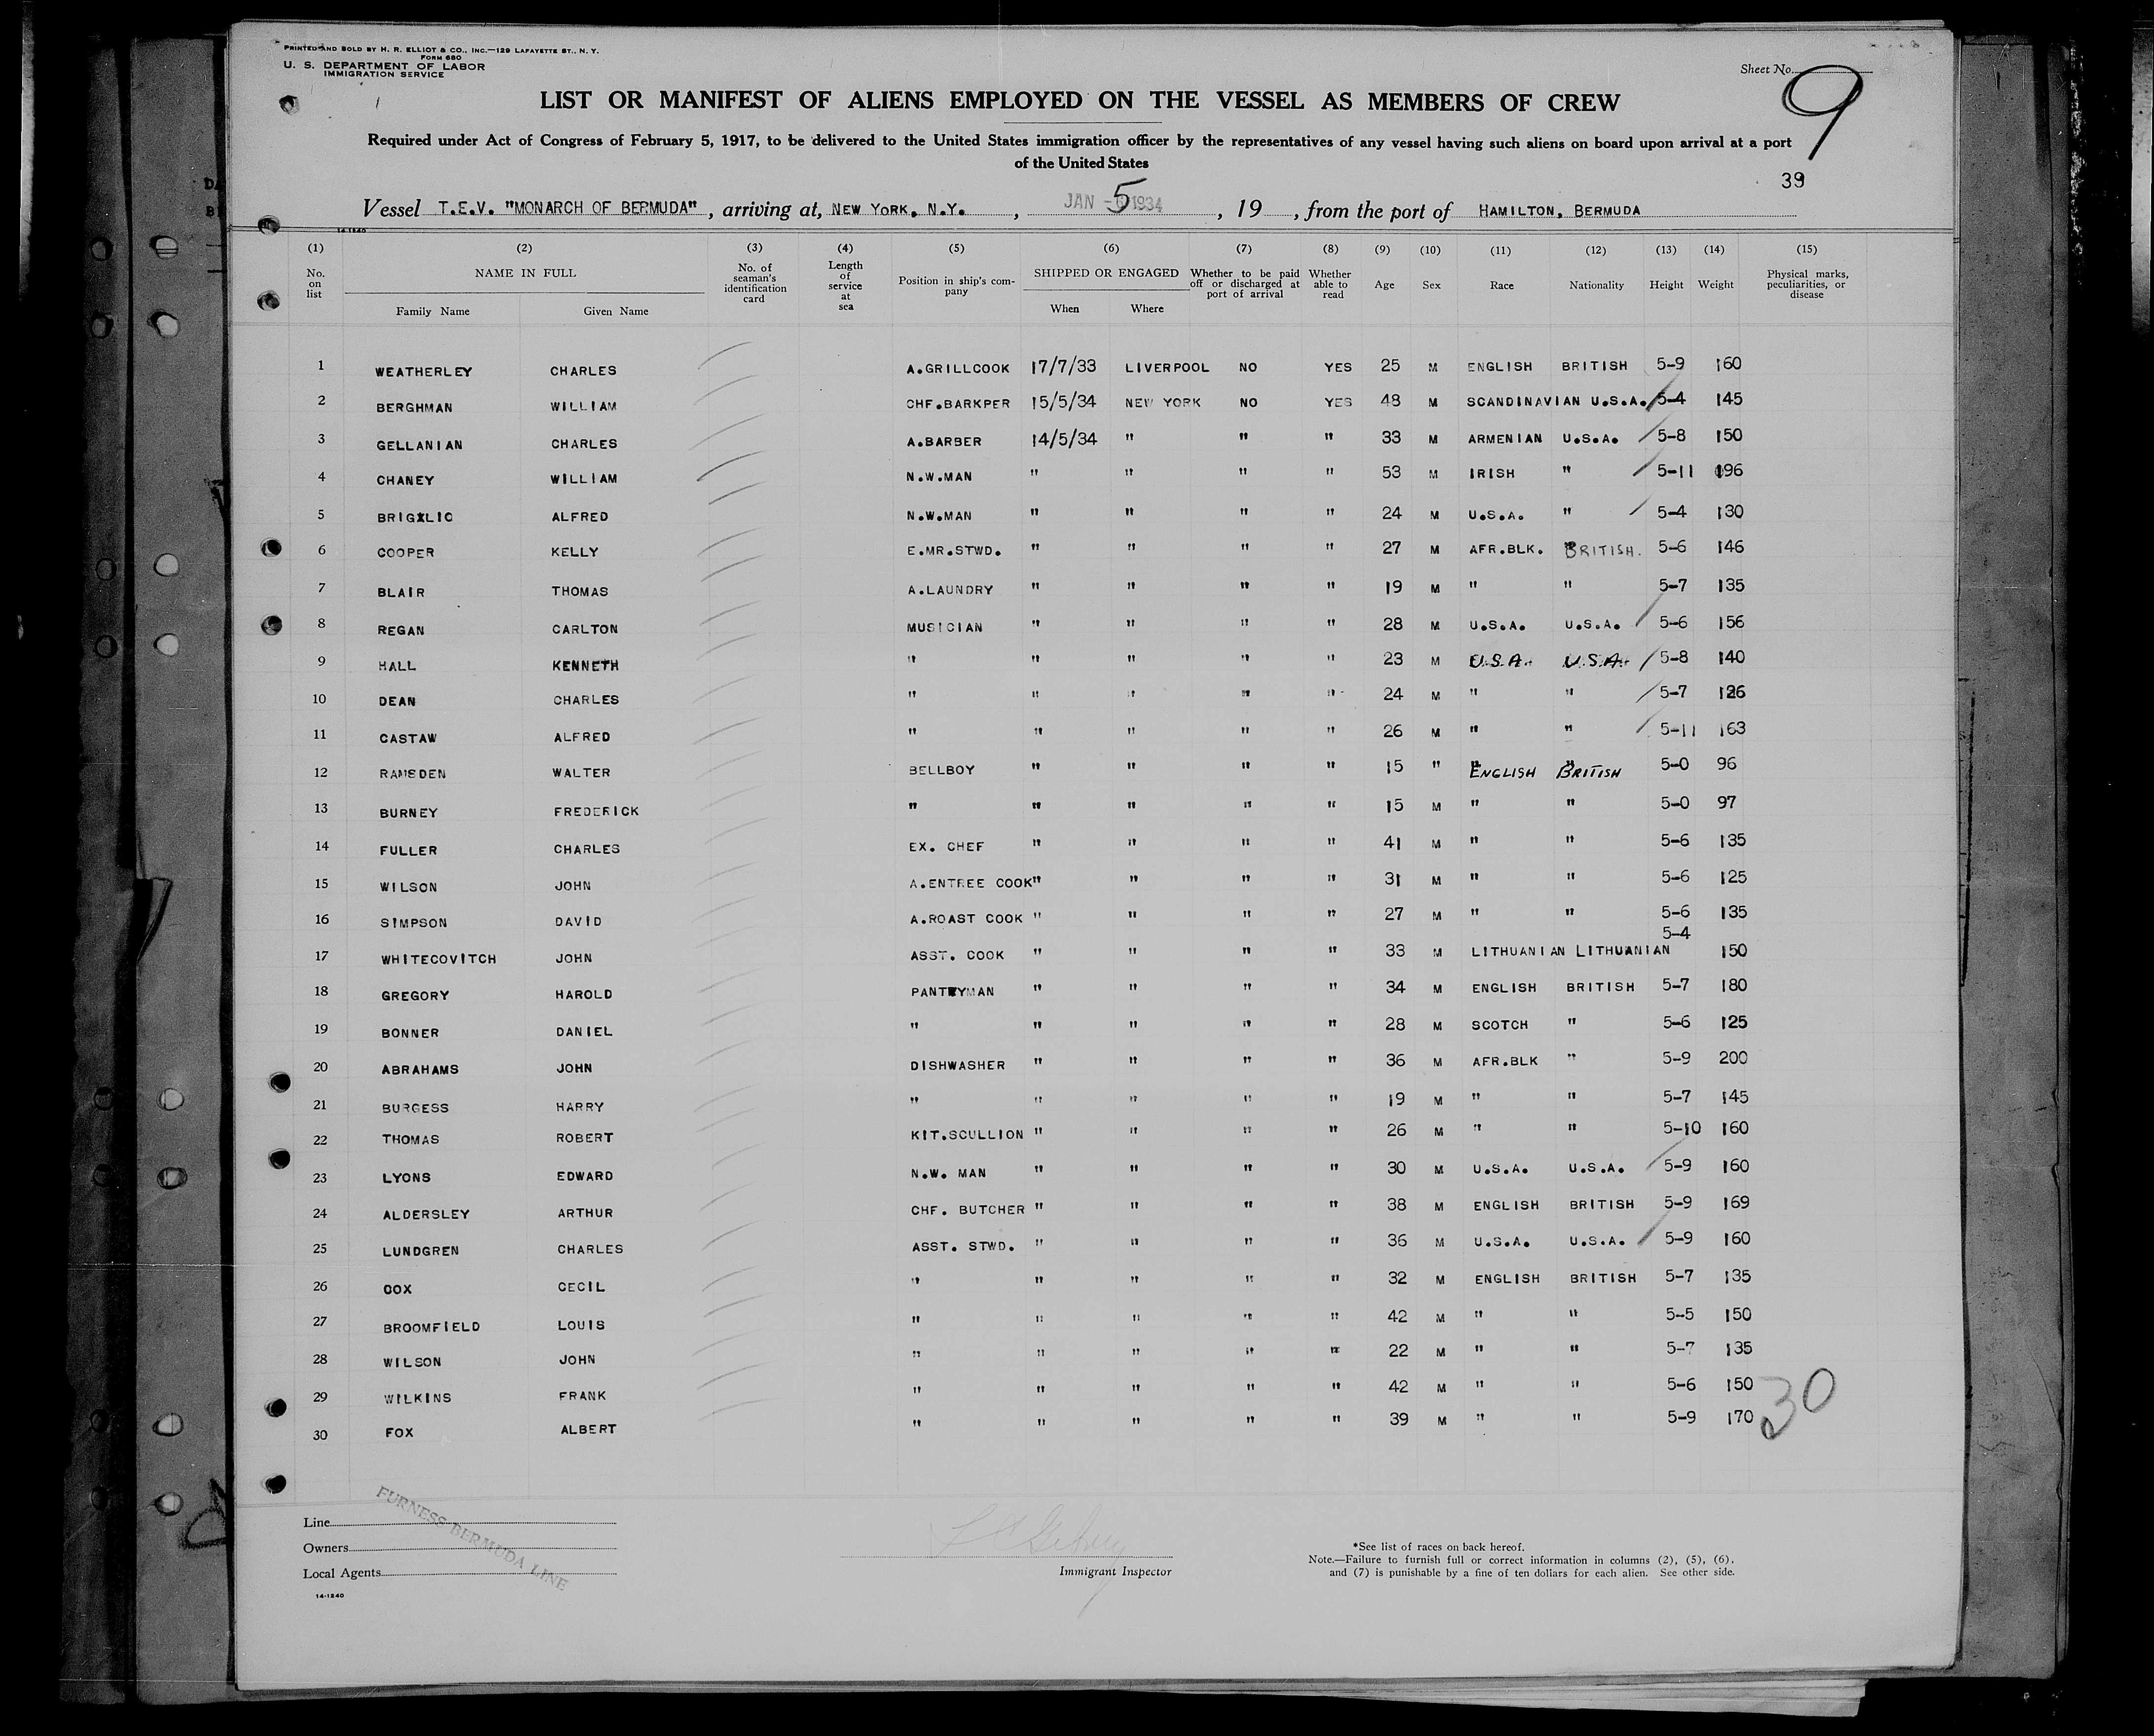 PRINTED AND SOLD BY H. R. ELLIOT & CO., INC.—129 LAFAYETTE ST., N. Y.
FORM 680
U. S. DEPARTMENT OF LABOR
IMMIGRATION SERVICE
Sheet No. 9
LIST OR MANIFEST OF ALIENS EMPLOYED ON THE VESSEL AS MEMBERS OF CREW
Required under Act of Congress of February 5, 1917, to be delivered to the United States immigration officer by the representatives of any vessel having such aliens on board upon arrival at a port
of the United States
39
Vessel T.E.V. "MONARCH OF BERMUDA", arriving at, NEW YORK, N.Y., JAN - 5 1934, 19 , from the port of HAMILTON, BERMUDA
14-1240
(1) (2) (3) (4) (5) (6) (7) (8) (9) (10) (11) (12) (13) (14) (15)
No. on list NAME IN FULL Family Name Given Name No. of seaman's identification card Length of service at sea Position in ship's company SHIPPED OR ENGAGED When Where Whether to be paid off or discharged at port of arrival Whether able to read Age Sex Race Nationality Height Weight Physical marks, peculiarities, or disease
1 WEATHERLEY CHARLES A.GRILLCOOK 17/7/33 LIVERPOOL NO YES 25 M ENGLISH BRITISH 5-9 160
2 BERGHMAN WILLIAM CHF.BARKPER 15/5/34 NEW YORK NO YES 48 M SCANDINAVIAN U.S.A. 5-4 145
3 GELLANIAN CHARLES A.BARBER 14/5/34 " " " 33 M ARMENIAN U.S.A. 5-8 150
4 CHANEY WILLIAM N.W.MAN " " " " 53 M IRISH " 5-11 196
5 BRIGXLIO ALFRED N.W.MAN " " " " 24 M U.S.A. " 5-4 130
6 COOPER KELLY E.MR.STWD. " " " " 27 M AFR.BLK. BRITISH. 5-6 146
7 BLAIR THOMAS A.LAUNDRY " " " " 19 M " " 5-7 135
8 REGAN CARLTON MUSICIAN " " " " 28 M U.S.A. U.S.A. 5-6 156
9 HALL KENNETH " " " " " 23 M U.S.A. U.S.A. 5-8 140
10 DEAN CHARLES " " " " " 24 M " " 5-7 126
11 CASTAW ALFRED " " " " " 26 M " " 5-11 163
12 RAMSDEN WALTER BELLBOY " " " " 15 " ENGLISH BRITISH 5-0 96
13 BURNEY FREDERICK " " " " " 15 M " " 5-0 97
14 FULLER CHARLES EX. CHEF " " " " 41 M " " 5-6 135
15 WILSON JOHN A.ENTREE COOK " " " " 31 M " " 5-6 125
16 SIMPSON DAVID A.ROAST COOK " " " " 27 M " " 5-6 135
17 WHITECOVITCH JOHN ASST. COOK " " " " 33 M LITHUANIAN LITHUANIAN 5-4 150
18 GREGORY HAROLD PANTRYMAN " " " " 34 M ENGLISH BRITISH 5-7 180
19 BONNER DANIEL " " " " " 28 M SCOTCH " 5-6 125
20 ABRAHAMS JOHN DISHWASHER " " " " 36 M AFR.BLK " 5-9 200
21 BURGESS HARRY " " " " " 19 M " " 5-7 145
22 THOMAS ROBERT KIT.SCULLION " " " " 26 M " " 5-10 160
23 LYONS EDWARD N.W. MAN " " " " 30 M U.S.A. U.S.A. 5-9 160
24 ALDERSLEY ARTHUR CHF. BUTCHER " " " " 38 M ENGLISH BRITISH 5-9 169
25 LUNDGREN CHARLES ASST. STWD. " " " " 36 M U.S.A. U.S.A. 5-9 160
26 COX CECIL " " " " " 32 M ENGLISH BRITISH 5-7 135
27 BROOMFIELD LOUIS " " " " " 42 M " " 5-5 150
28 WILSON JOHN " " " " " 22 M " " 5-7 135
29 WILKINS FRANK " " " " " 42 M " " 5-6 150
30 FOX ALBERT " " " " " 39 M " " 5-9 170
30
FURNESS BERMUDA LINE
Line
Owners
Local Agents
14-1240
Immigrant Inspector
*See list of races on back hereof.
Note.—Failure to furnish full or correct information in columns (2), (5), (6),
and (7) is punishable by a fine of ten dollars for each alien. See other side.